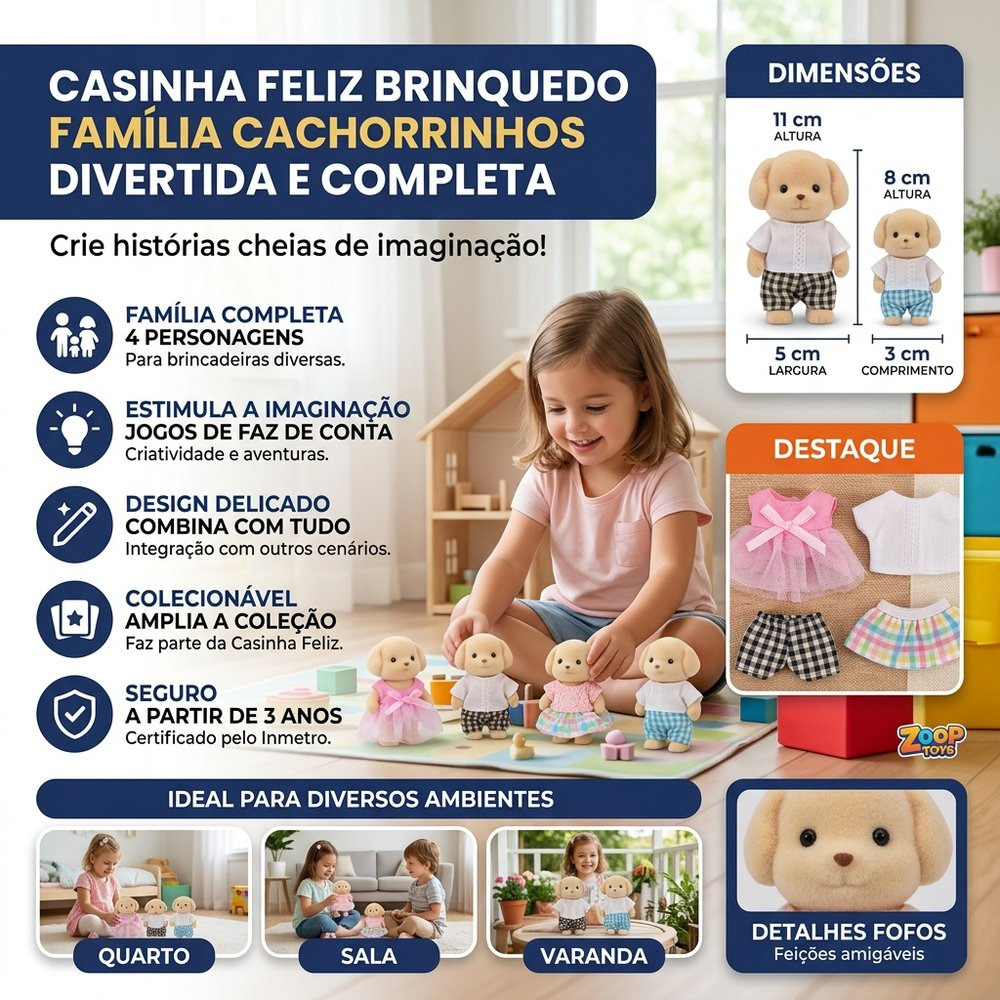 CASINHA FELIZ BRINQUEDO
FAMÍLIA CACHORRINHOS
DIVERTIDA E COMPLETA
Crie histórias cheias de imaginação!
FAMÍLIA COMPLETA
4 PERSONAGENS
Para brincadeiras diversas.
ESTIMULA A IMAGINAÇÃO
JOGOS DE FAZ DE CONTA
Criatividade e aventuras.
DESIGN DELICADO
COMBINA COM TUDO
Integração com outros cenários.
COLECIONÁVEL
AMPLIA A COLEÇÃO
Faz parte da Casinha Feliz.
SEGURO
A PARTIR DE 3 ANOS
Certificado pelo Inmetro.
DIMENSÕES
11 cm
ALTURA
8 cm
ALTURA
5 cm
LARGURA
3 cm
COMPRIMENTO
DESTAQUE
ZOOP
TOYS
IDEAL PARA DIVERSOS AMBIENTES
QUARTO
SALA
VARANDA
DETALHES FOFOS
Feições amigáveis